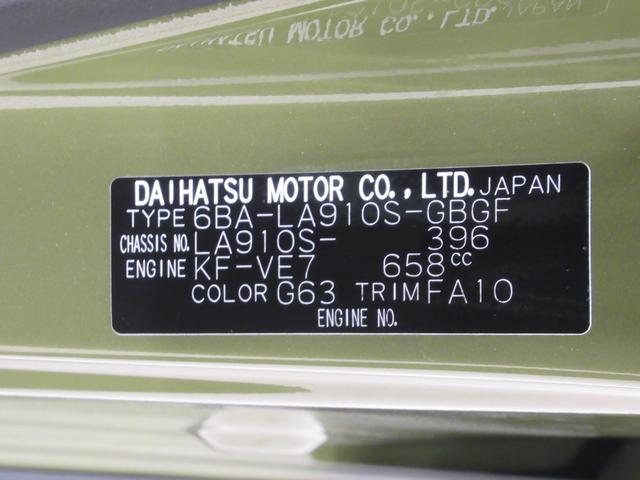 DAIHATSU MOTOR CO., LTD. JAPAN
TYPE 6BA-LA910S-GBGF
CHASSIS NO. LA910S- 396
ENGINE KF-VE7 658cc
COLOR G63 TRIM FA10
ENGINE NO.